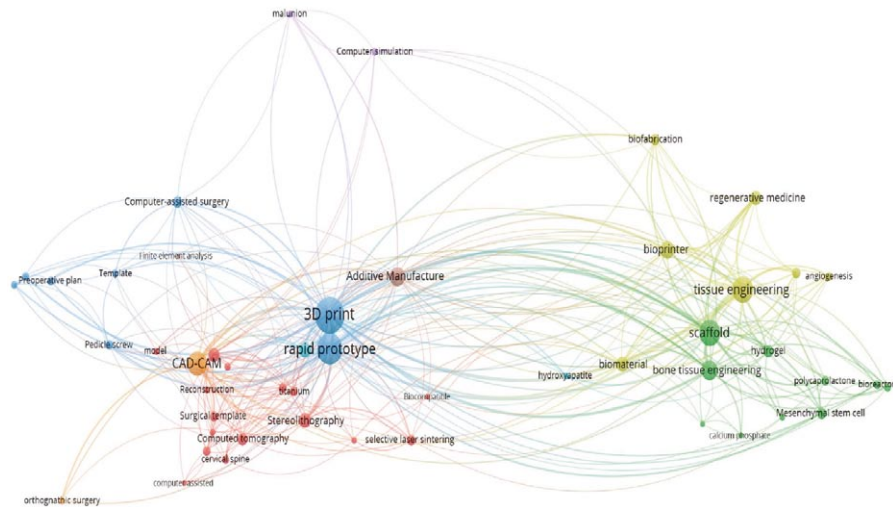 malunion
Computer simulation
biofabrication
regenerative medicine
Computer-assisted surgery
bioprinter
Finite element analysis
Additive Manufacture
Template
angiogenesis
Preoperative plan
tissue engineering
3D print
scaffold
Pedicle screw
rapid prototype
model
hydrogel
CAD-CAM
biomaterial
bone tissue engineering
hydroxyapatite
polycaprolactone
bioreactor
Reconstruction
titanium
Biocompatible
Surgical template
Stereolithography
Mesenchymal stem cell
Computed tomography
selective laser sintering
calcium phosphate
cervical spine
computer-assisted
orthognathic surgery